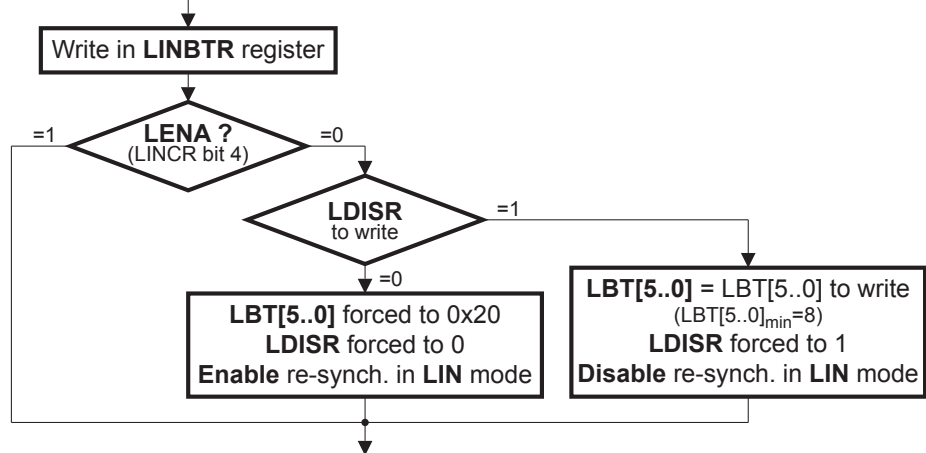 Write in LINBTR register
=1
LENA ?
(LINCR bit 4)
=0
LDISR
to write
=1
=0
LBT[5..0] forced to 0x20
LDISR forced to 0
Enable re-synch. in LIN mode
LBT[5..0] = LBT[5..0] to write
(LBT[5..0]min=8)
LDISR forced to 1
Disable re-synch. in LIN mode